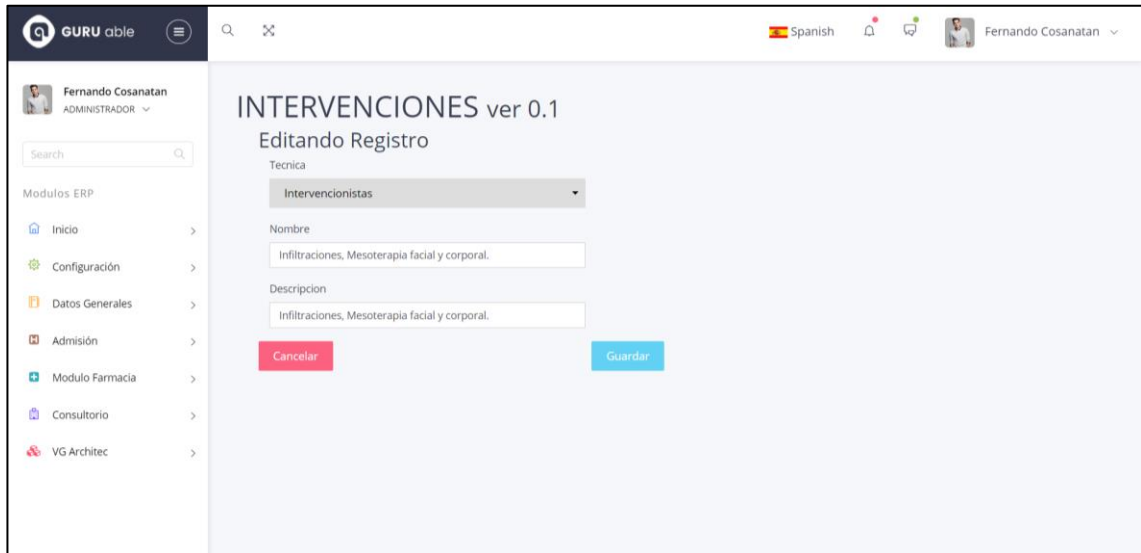 GURU able
Spanish
Fernando Cosanatan
Fernando Cosanatan
ADMINISTRADOR
Search
Modulos ERP
Inicio
Configuración
Datos Generales
Admisión
Modulo Farmacia
Consultorio
VG Architec
INTERVENCIONES ver 0.1
Editando Registro
Tecnica
Intervencionistas
Nombre
Infiltraciones, Mesoterapia facial y corporal.
Descripcion
Infiltraciones, Mesoterapia facial y corporal.
Cancelar
Guardar